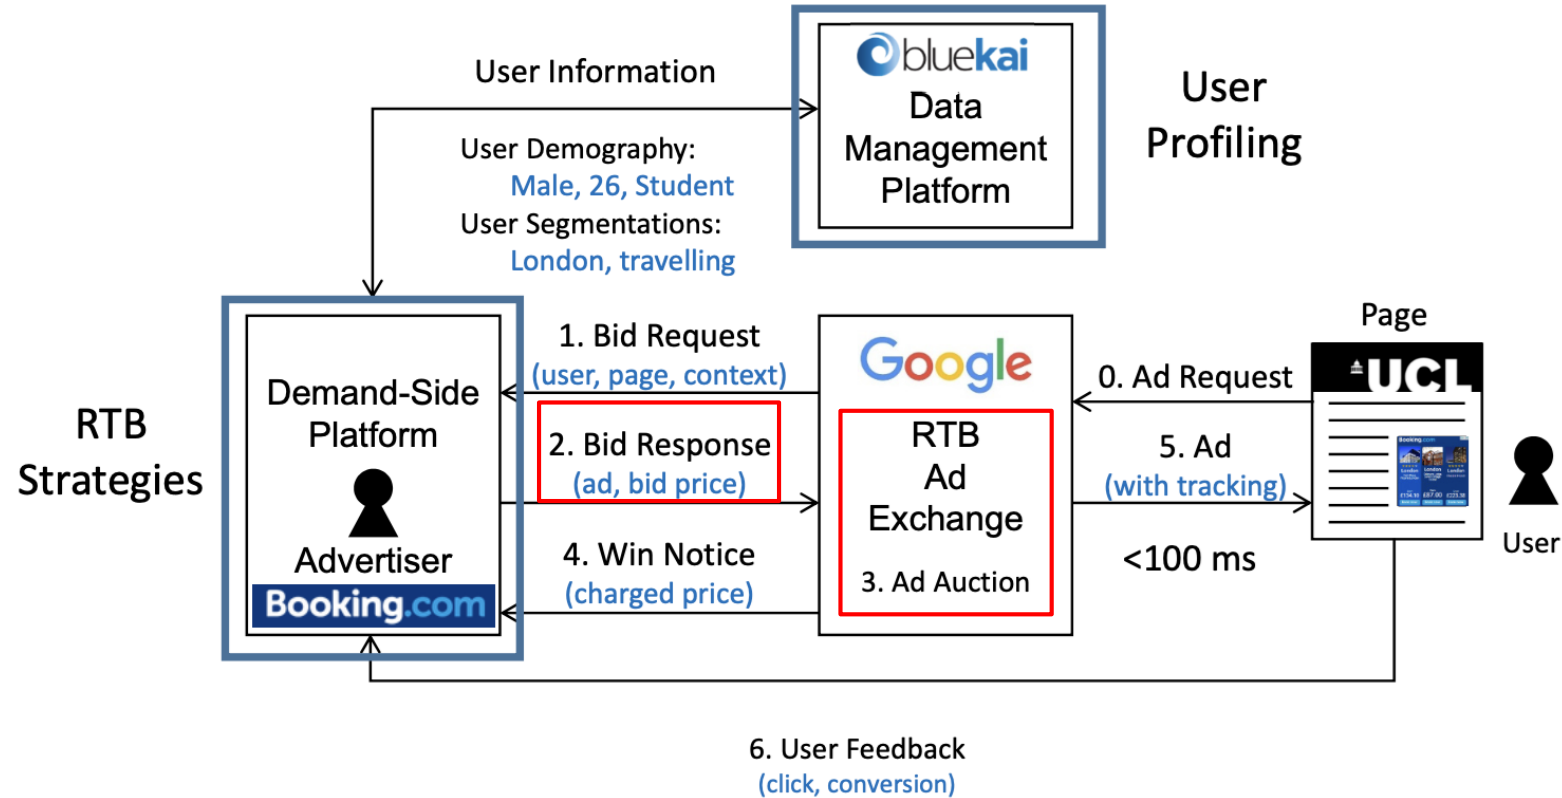 bluekai
Data
Management
Platform
User
Profiling
User Information
User Demography:
Male, 26, Student
User Segmentations:
London, travelling
RTB
Strategies
Demand-Side
Platform
Advertiser
Booking.com
1. Bid Request
(user, page, context)
2. Bid Response
(ad, bid price)
4. Win Notice
(charged price)
Google
RTB
Ad
Exchange
3. Ad Auction
0. Ad Request
5. Ad
(with tracking)
<100 ms
Page
UCL
Booking.com
User
6. User Feedback
(click, conversion)